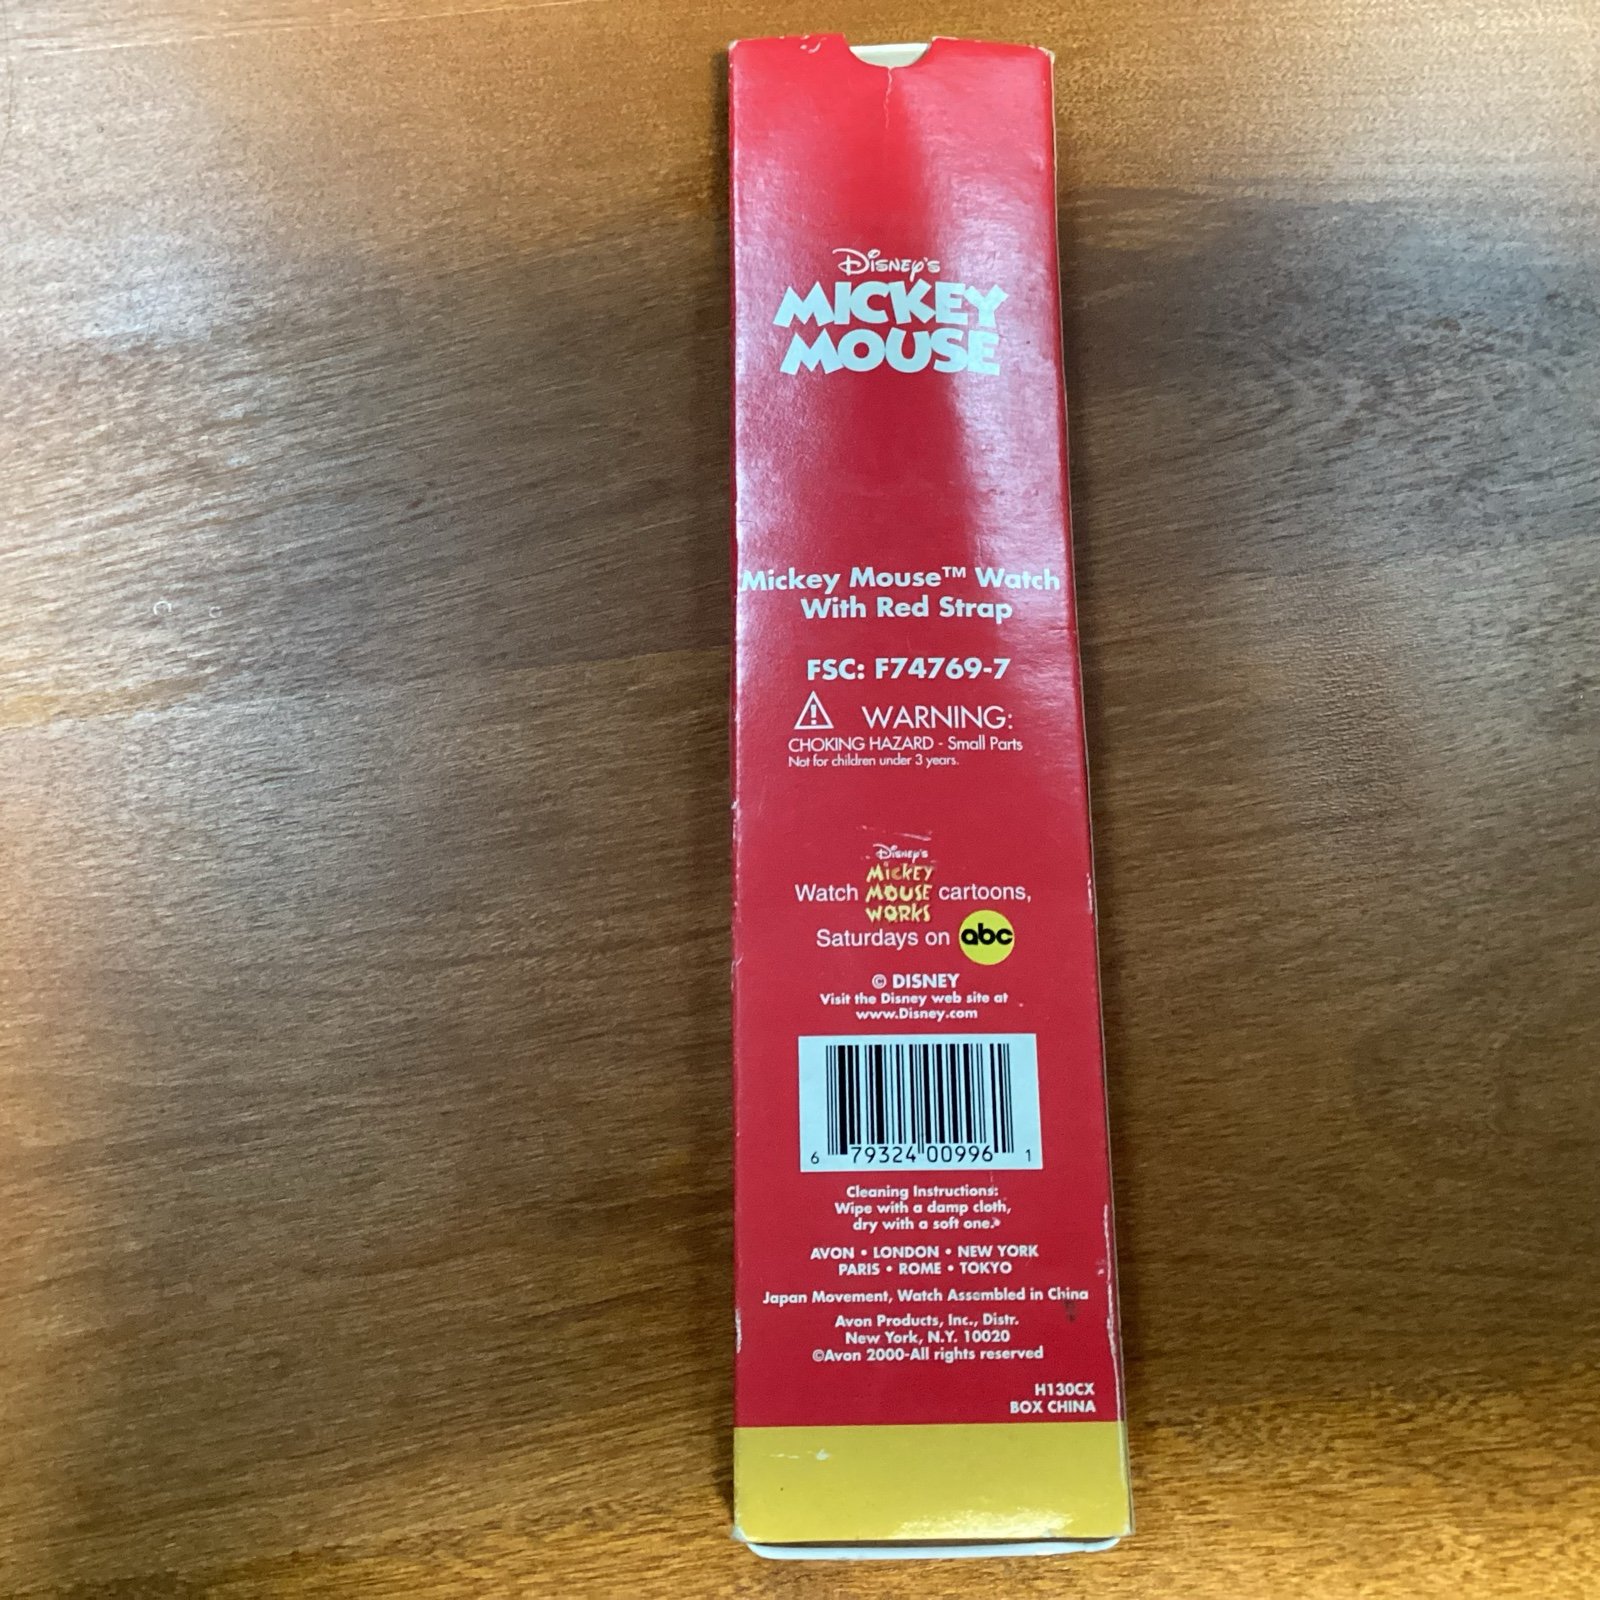 Disney's
MICKEY
MOUSE
Mickey Mouse™ Watch
With Red Strap
FSC: F74769-7
WARNING:
CHOKING HAZARD - Small Parts
Not for children under 3 years.
Disney's
Watch MICKEY MOUSE WORKS cartoons,
Saturdays on abc
© DISNEY
Visit the Disney web site at
www.Disney.com
6 79324 00996 1
Cleaning Instructions:
Wipe with a damp cloth,
dry with a soft one.
AVON • LONDON • NEW YORK
PARIS • ROME • TOKYO
Japan Movement, Watch Assembled in China
Avon Products, Inc., Distr.
New York, N.Y. 10020
©Avon 2000-All rights reserved
H130CX
BOX CHINA